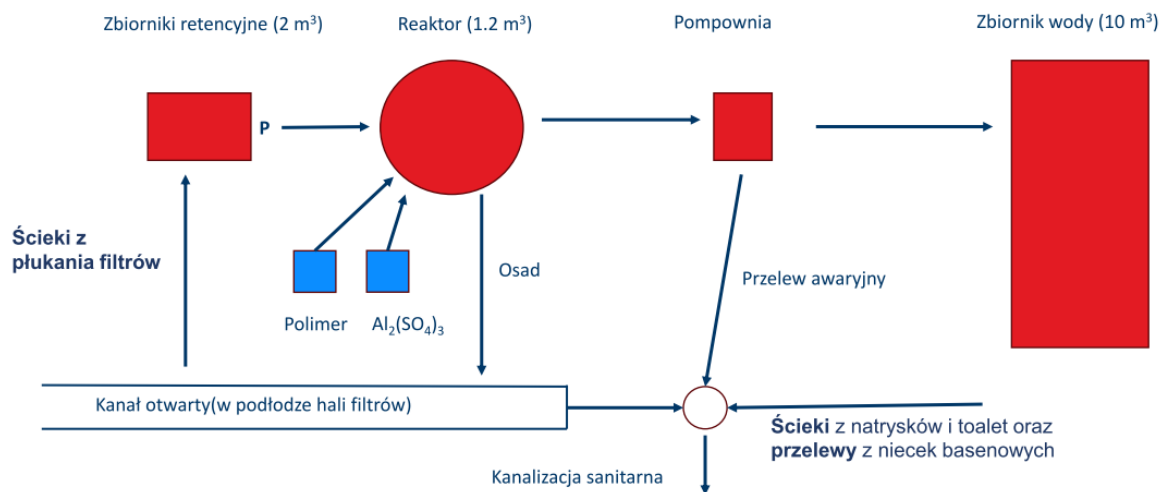 Zbiorniki retencyjne (2 m³)
Reaktor (1.2 m³)
Pompownia
Zbiornik wody (10 m³)
P
Ścieki z
płukania filtrów
Osad
Przelew awaryjny
Polimer
Al₂(SO₄)₃
Kanał otwarty(w podłodze hali filtrów)
Ścieki z natrysków i toalet oraz
przelewy z niecek basenowych
Kanalizacja sanitarna